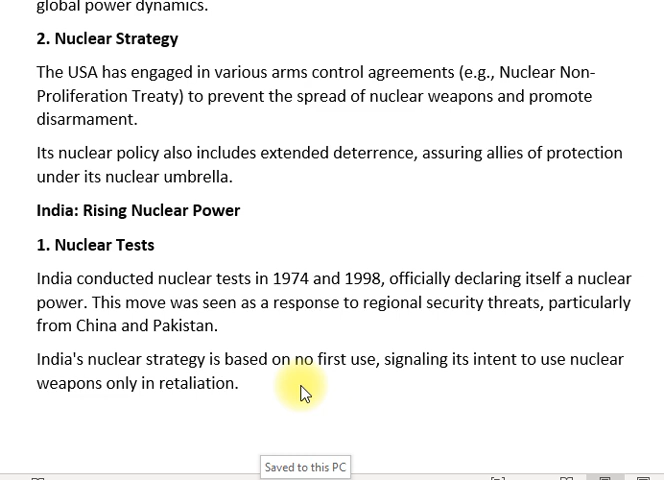 global power dynamics.
2. Nuclear Strategy
The USA has engaged in various arms control agreements (e.g., Nuclear Non-
Proliferation Treaty) to prevent the spread of nuclear weapons and promote
disarmament.
Its nuclear policy also includes extended deterrence, assuring allies of protection
under its nuclear umbrella.
India: Rising Nuclear Power
1. Nuclear Tests
India conducted nuclear tests in 1974 and 1998, officially declaring itself a nuclear
power. This move was seen as a response to regional security threats, particularly
from China and Pakistan.
India's nuclear strategy is based on no first use, signaling its intent to use nuclear
weapons only in retaliation.
Saved to this PC